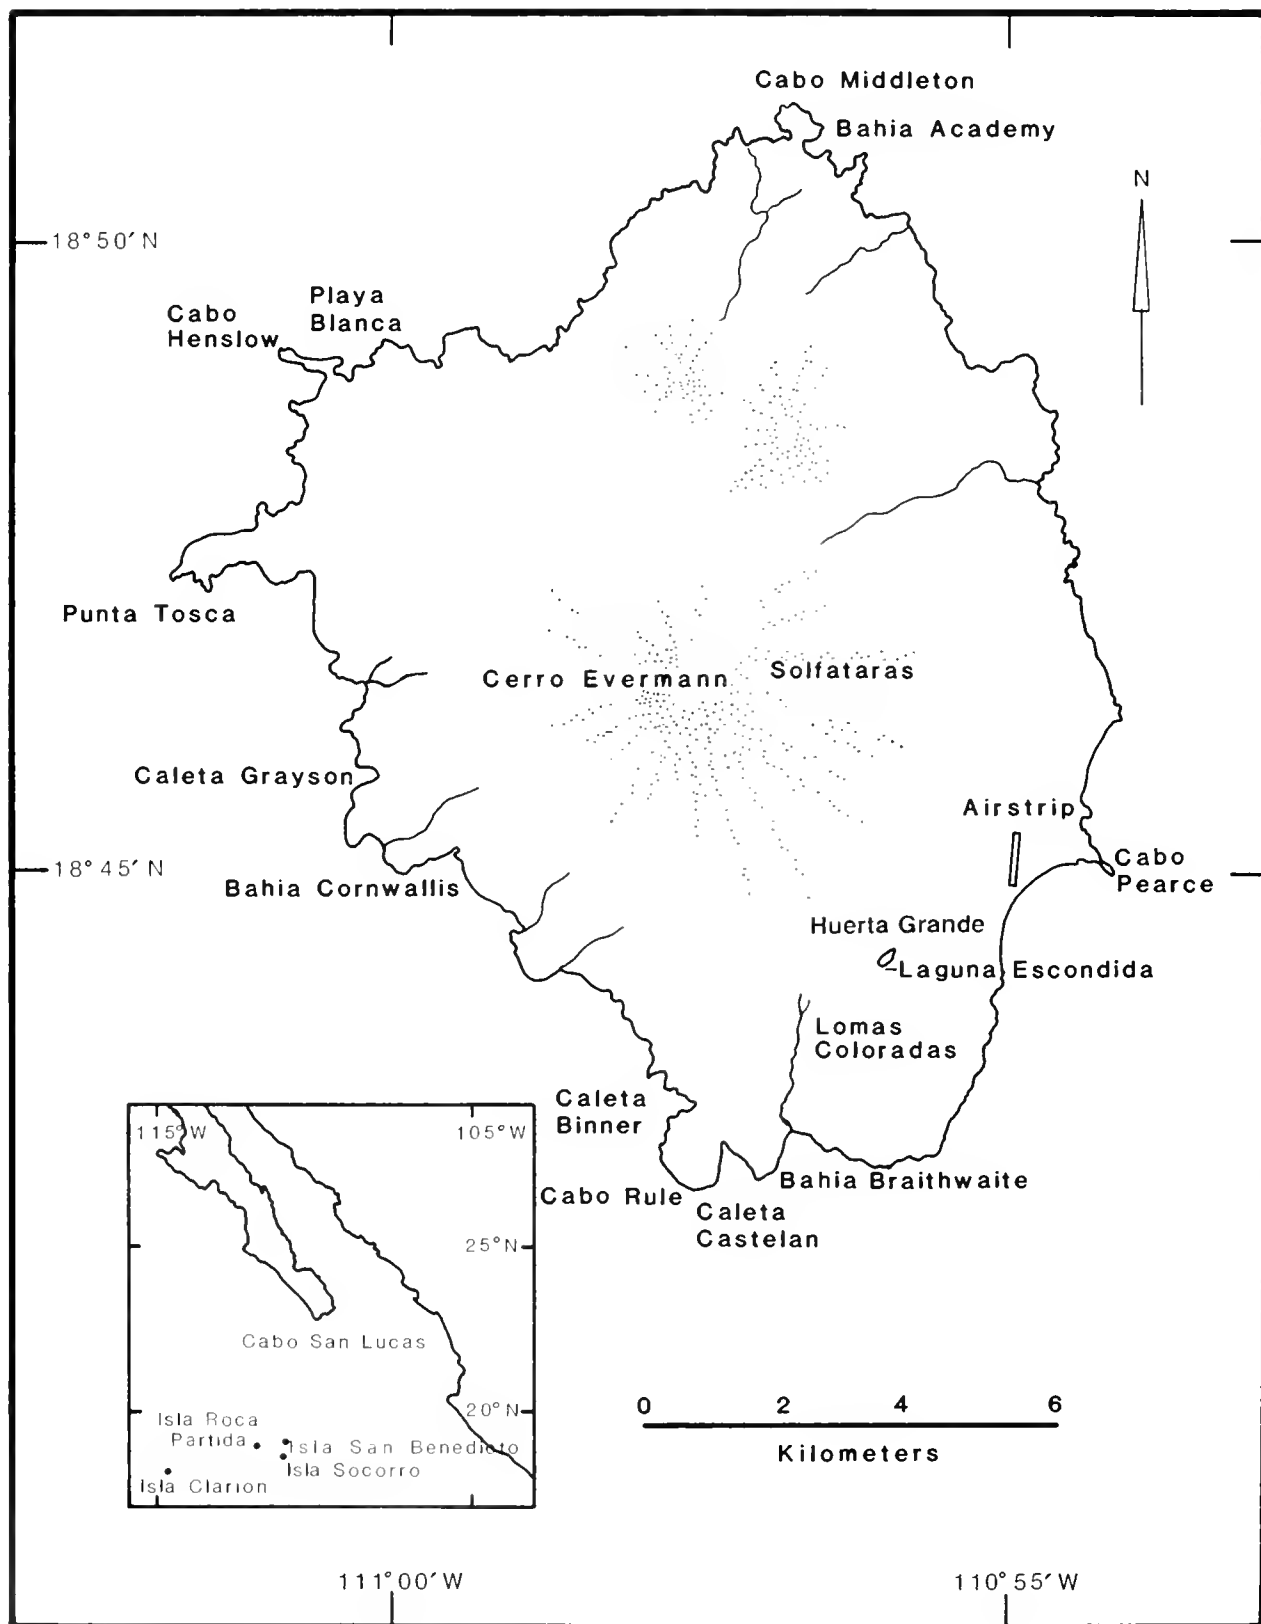 Cabo Middleton
Bahia Academy
N
18°50′N
Playa
Blanca
Cabo
Henslow
Punta Tosca
Cerro Evermann
Solfataras
Caleta Grayson
Airstrip
18°45′N
Cabo
Pearce
Bahia Cornwallis
Huerta Grande
Laguna Escondida
Lomas
Coloradas
Caleta
Binner
Bahia Braithwaite
Cabo Rule
Caleta
Castelan
115°W
105°W
25°N
Cabo San Lucas
20°N
Isla Roca
Partida
Isla San Benedicto
Isla Socorro
Isla Clarion
0 2 4 6
Kilometers
111°00′W
110°55′W